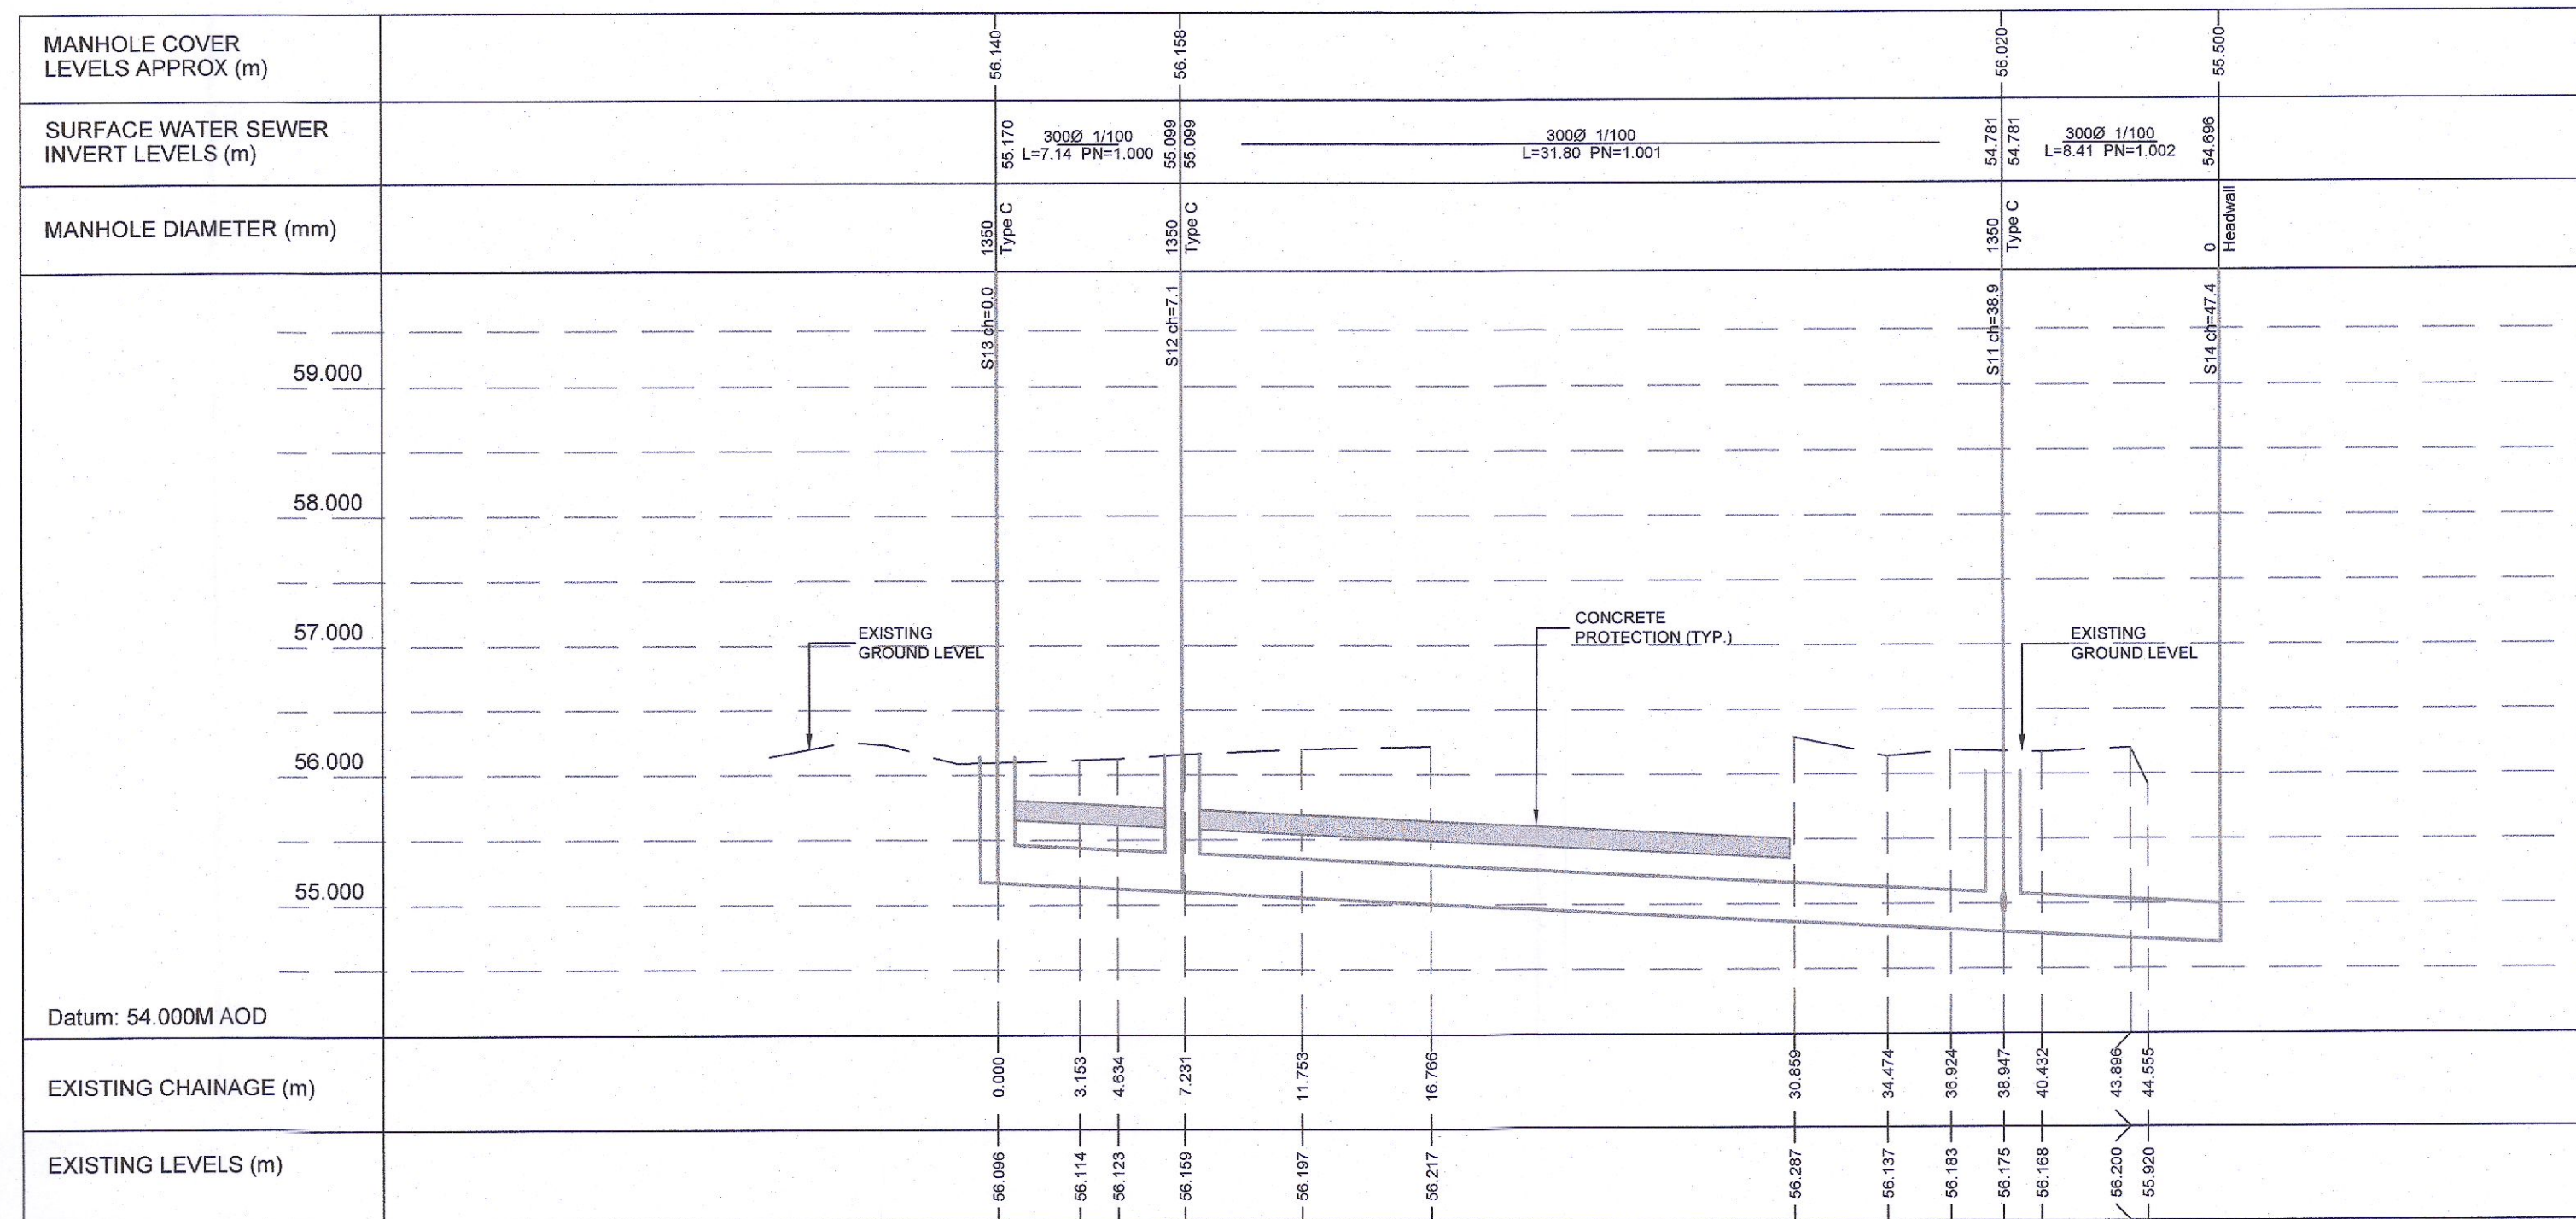 MANHOLE COVER
LEVELS APPROX (m)
56.140
56.158
56.020
55.500
SURFACE WATER SEWER
INVERT LEVELS (m)
55.170
300Ø 1/100
L=7.14 PN=1.000
55.099
55.099
300Ø 1/100
L=31.80 PN=1.001
54.781
54.781
300Ø 1/100
L=8.41 PN=1.002
54.696
MANHOLE DIAMETER (mm)
1350
Type C
1350
Type C
1350
Type C
0
Headwall
S13 ch=0.0
S12 ch=7.1
S11 ch=38.9
S14 ch=47.4
59.000
58.000
57.000
56.000
55.000
EXISTING
GROUND LEVEL
CONCRETE
PROTECTION (TYP.)
EXISTING
GROUND LEVEL
Datum: 54.000M AOD
EXISTING CHAINAGE (m)
0.000
3.153
4.634
7.231
11.753
16.766
30.859
34.474
36.924
38.947
40.432
43.896
44.555
EXISTING LEVELS (m)
56.096
56.114
56.123
56.159
56.197
56.217
56.287
56.137
56.183
56.175
56.168
56.200
55.920